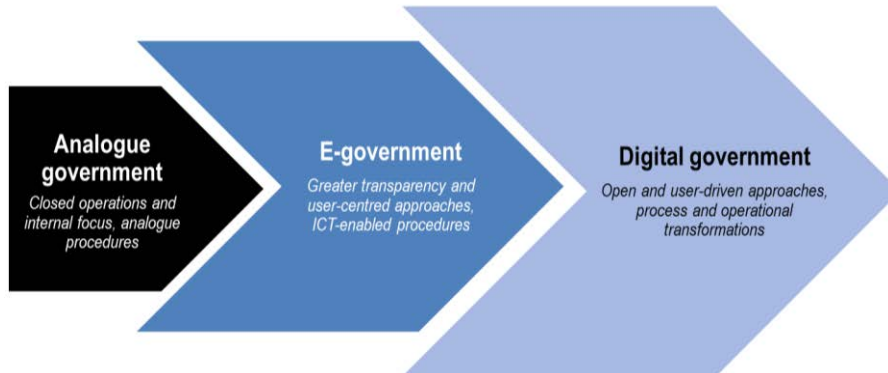 Analogue
government
Closed operations and
internal focus, analogue
procedures
E-government
Greater transparency and
user-centred approaches,
ICT-enabled procedures
Digital government
Open and user-driven approaches,
process and operational
transformations